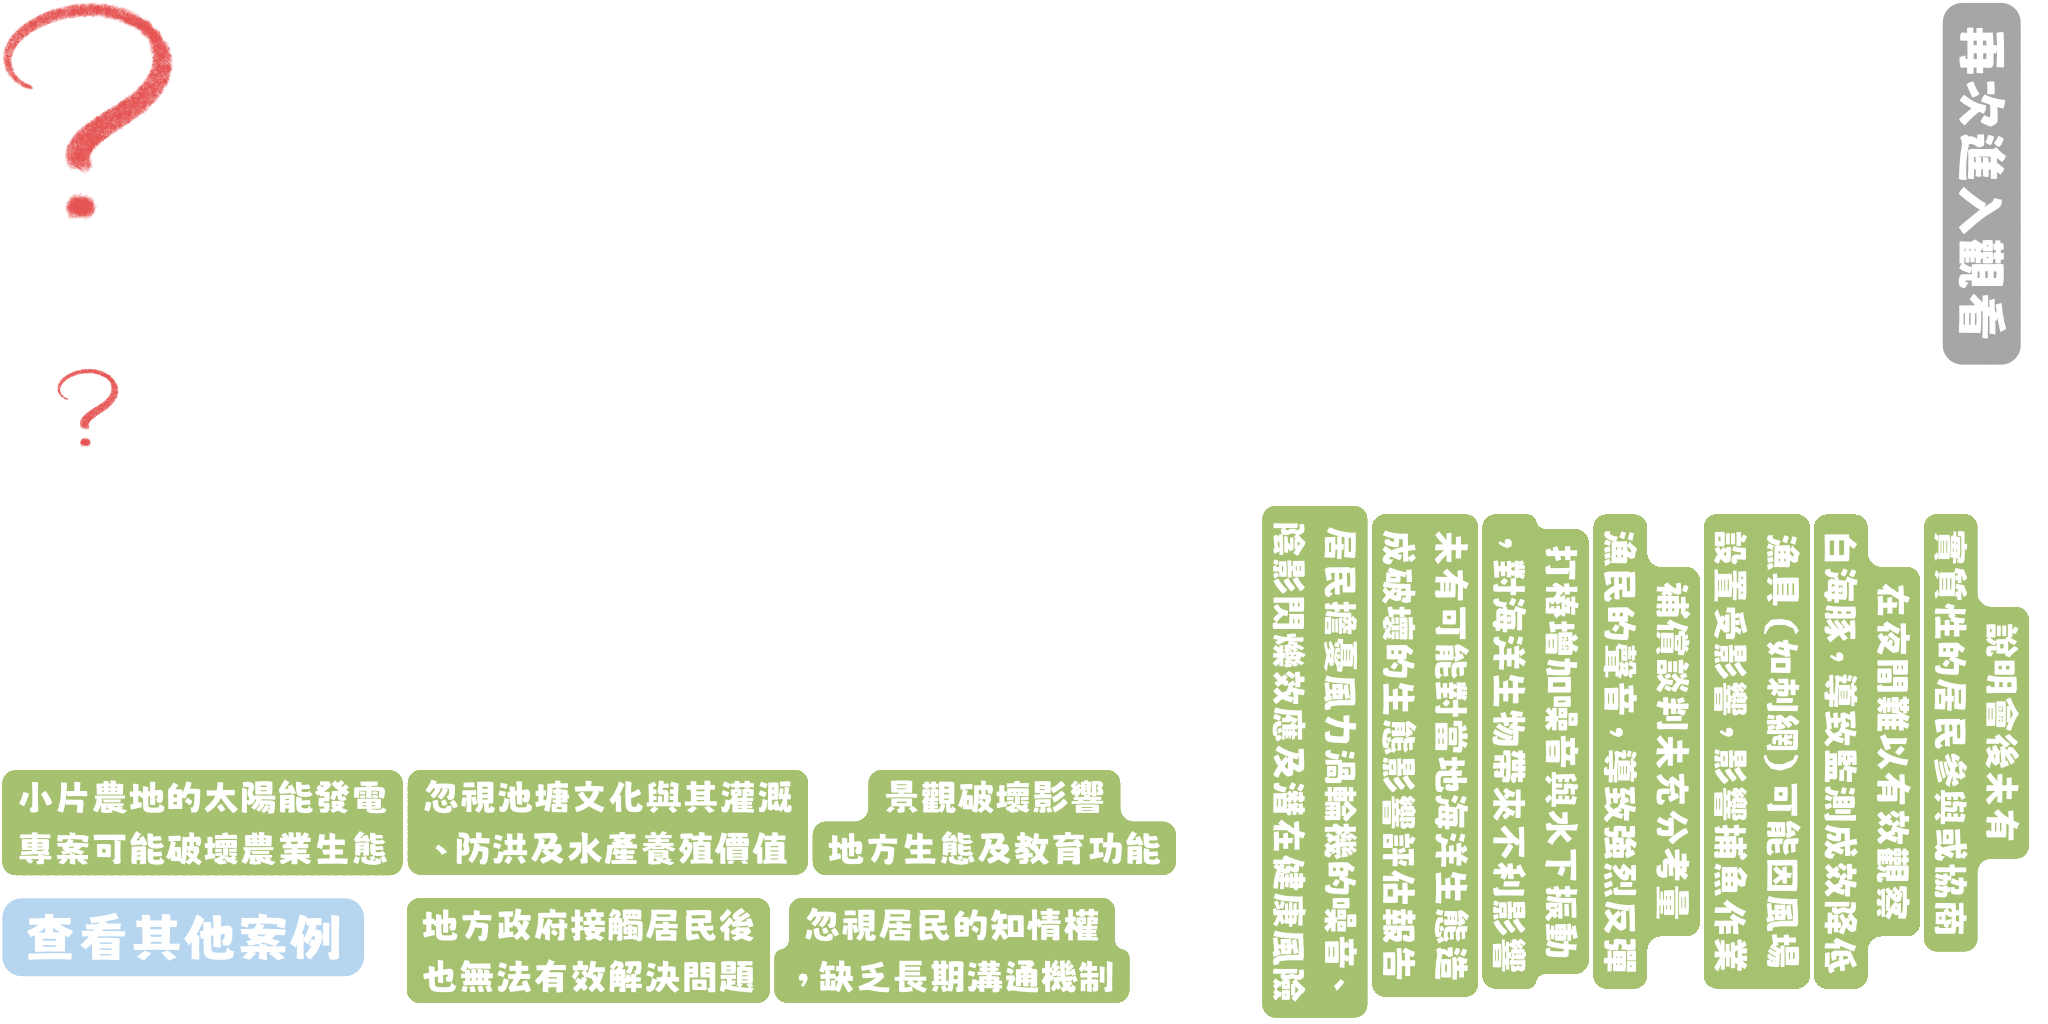 ?
?
再次進入觀看
小片農地的太陽能發電
專案可能破壞農業生態
忽視池塘文化與其灌溉
、防洪及水產養殖價值
景觀破壞影響
地方生態及教育功能
查看其他案例
地方政府接觸居民後
也無法有效解決問題
忽視居民的知情權
，缺乏長期溝通機制
說明會後未有
實質性的居民參與或協商
在夜間難以有效觀察
白海豚，導致監測成效降低
漁具（如刺網）可能因風場
設置受影響，影響捕魚作業
補償談判未充分考量
漁民的聲音，導致強烈反彈
打樁增加噪音與水下振動
，對海洋生物帶來不利影響
未有可能對當地海洋生態造
成破壞的生態影響評估報告
居民擔憂風力渦輪機的噪音、
陰影閃爍效應及潛在健康風險